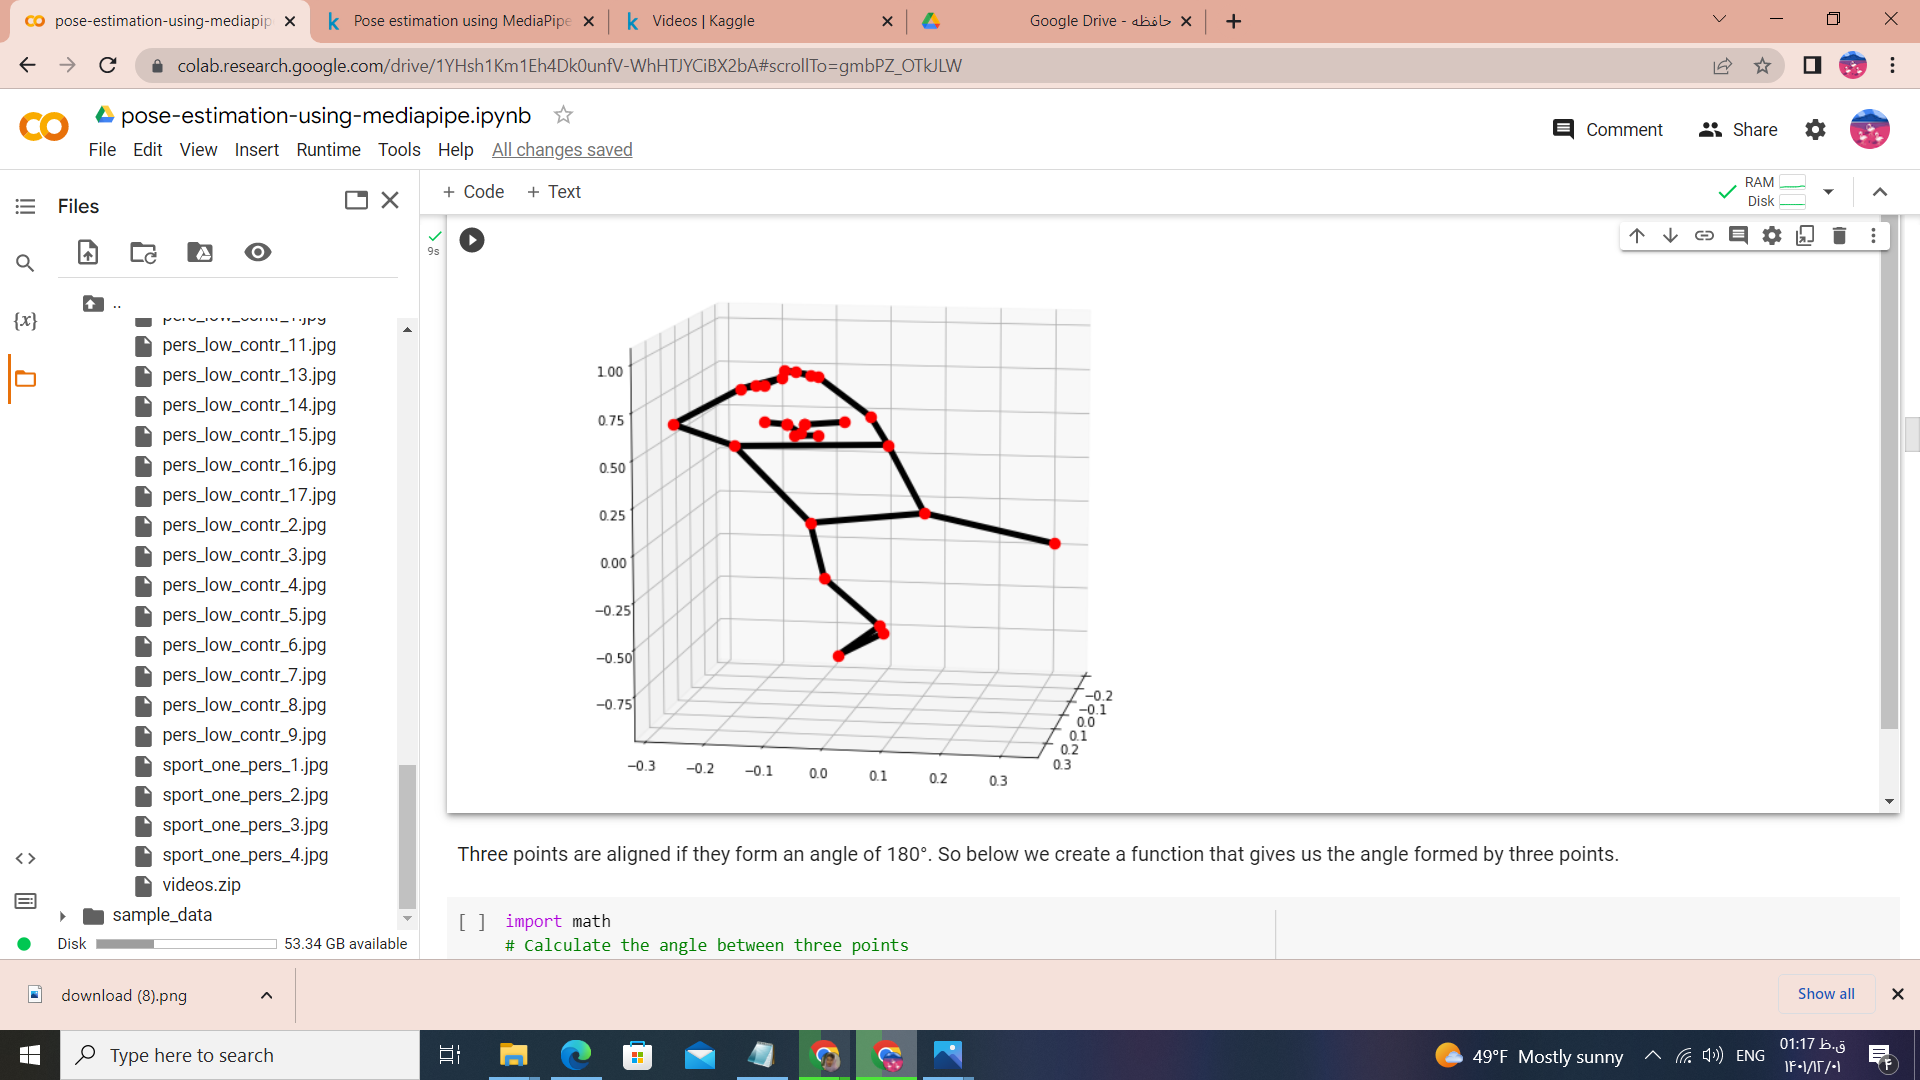 pose-estimation-using-mediapip
Pose estimation using MediaPipe
Videos | Kaggle
Google Drive - حافظه
colab.research.google.com/drive/1YHsh1Km1Eh4Dk0unfV-WhHTJYCiBX2bA#scrollTo=gmbPZ_OTkJLW
pose-estimation-using-mediapipe.ipynb
Comment
Share
File Edit View Insert Runtime Tools Help All changes saved
Files
+ Code + Text
RAM
Disk
9s
{x}
..
pers_low_contr_1.jpg
pers_low_contr_11.jpg
pers_low_contr_13.jpg
pers_low_contr_14.jpg
pers_low_contr_15.jpg
pers_low_contr_16.jpg
pers_low_contr_17.jpg
pers_low_contr_2.jpg
pers_low_contr_3.jpg
pers_low_contr_4.jpg
pers_low_contr_5.jpg
pers_low_contr_6.jpg
pers_low_contr_7.jpg
pers_low_contr_8.jpg
pers_low_contr_9.jpg
sport_one_pers_1.jpg
sport_one_pers_2.jpg
sport_one_pers_3.jpg
sport_one_pers_4.jpg
videos.zip
sample_data
Disk 53.34 GB available
1.00
0.75
0.50
0.25
0.00
−0.25
−0.50
−0.75
−0.3 −0.2 −0.1 0.0 0.1 0.2 0.3
−0.2
−0.1
0.0
0.1
0.2
0.3
Three points are aligned if they form an angle of 180°. So below we create a function that gives us the angle formed by three points.
[ ] import math
# Calculate the angle between three points
download (8).png
Show all
Type here to search
49°F Mostly sunny
ENG
01:17 ق.ظ
۱۴۰۱/۱۲/۰۱
۴